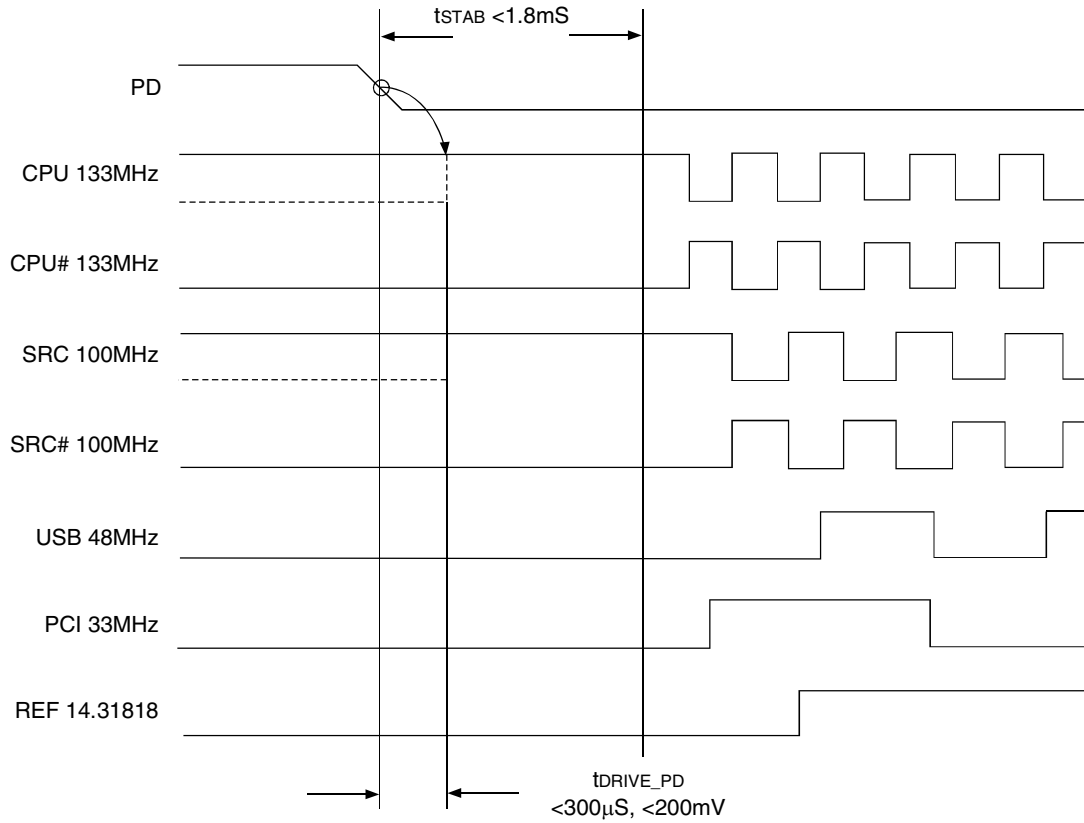 tSTAB <1.8mS
PD
CPU 133MHz
CPU# 133MHz
SRC 100MHz
SRC# 100MHz
USB 48MHz
PCI 33MHz
REF 14.31818
tDRIVE_PD
<300μS, <200mV